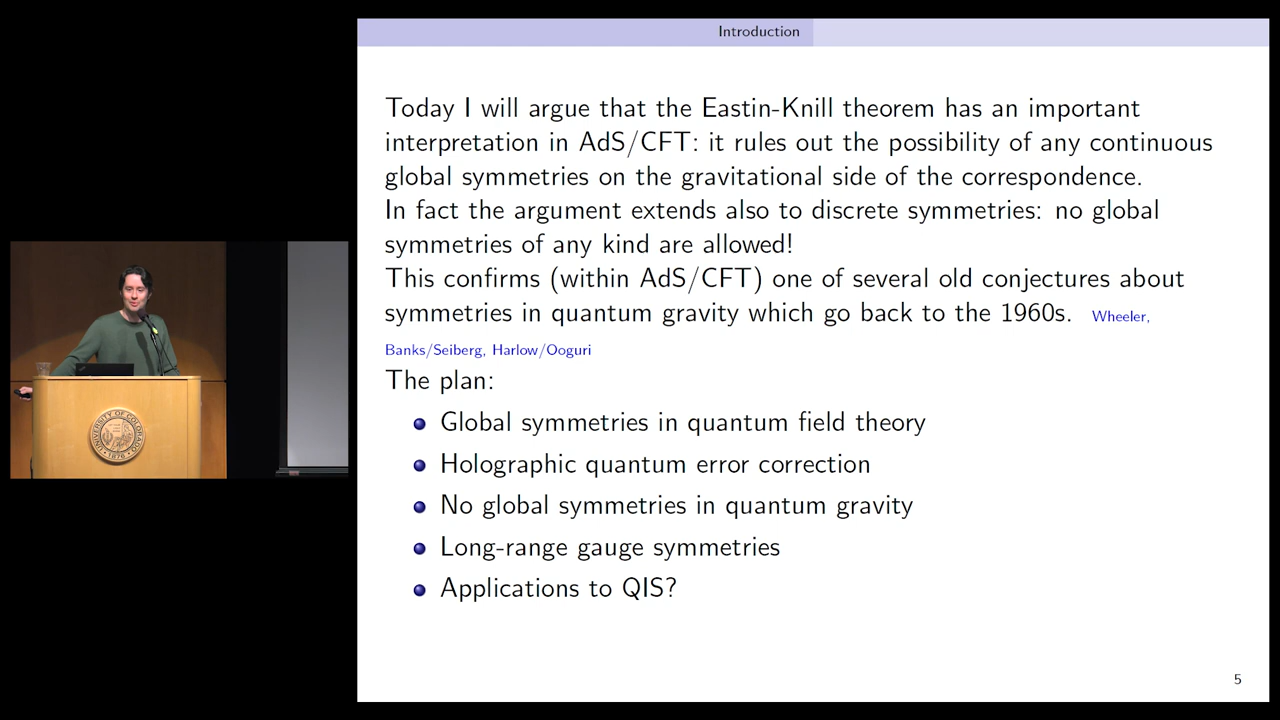 Introduction
Today I will argue that the Eastin-Knill theorem has an important
interpretation in AdS/CFT: it rules out the possibility of any continuous
global symmetries on the gravitational side of the correspondence.
In fact the argument extends also to discrete symmetries: no global
symmetries of any kind are allowed!
This confirms (within AdS/CFT) one of several old conjectures about
symmetries in quantum gravity which go back to the 1960s. Wheeler,
Banks/Seiberg, Harlow/Ooguri
The plan:
Global symmetries in quantum field theory
Holographic quantum error correction
No global symmetries in quantum gravity
Long-range gauge symmetries
Applications to QIS?
5
UNIVERSITY OF COLORADO
1876